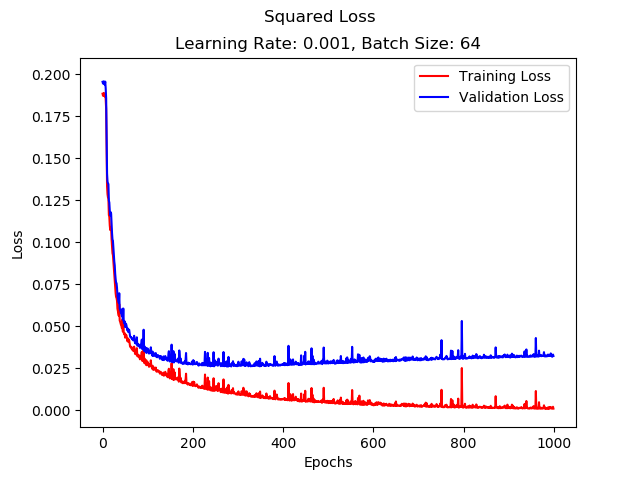 Squared Loss
Learning Rate: 0.001, Batch Size: 64
Training Loss
Validation Loss
0.200
0.175
0.150
0.125
0.100
0.075
0.050
0.025
0.000
Loss
0
200
400
600
800
1000
Epochs